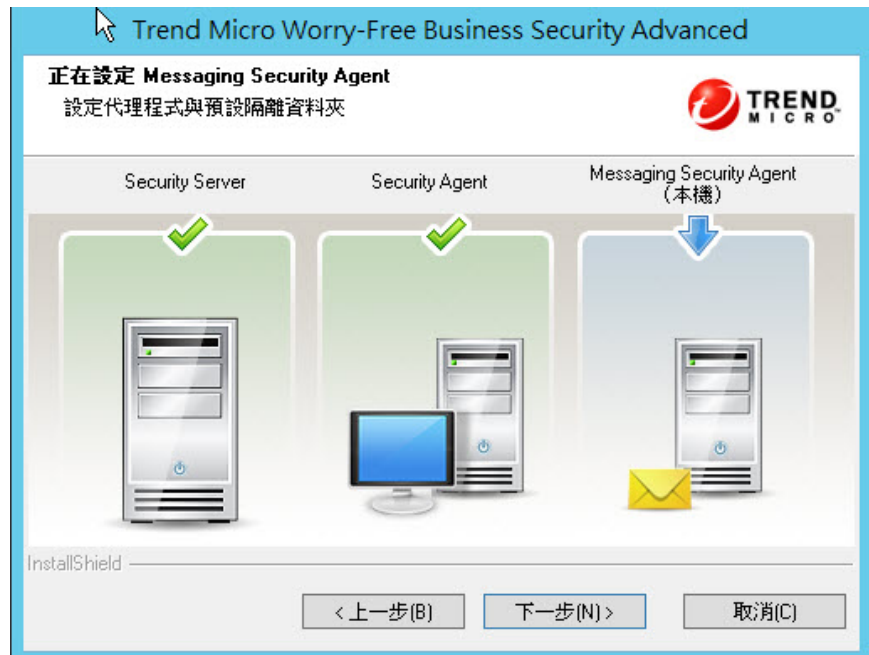 Trend Micro Worry-Free Business Security Advanced
正在設定 Messaging Security Agent
設定代理程式與預設隔離資料夾
TREND
MICRO
Security Server
Security Agent
Messaging Security Agent
(本機)
InstallShield
< 上一步(B)
下一步(N) >
取消(C)